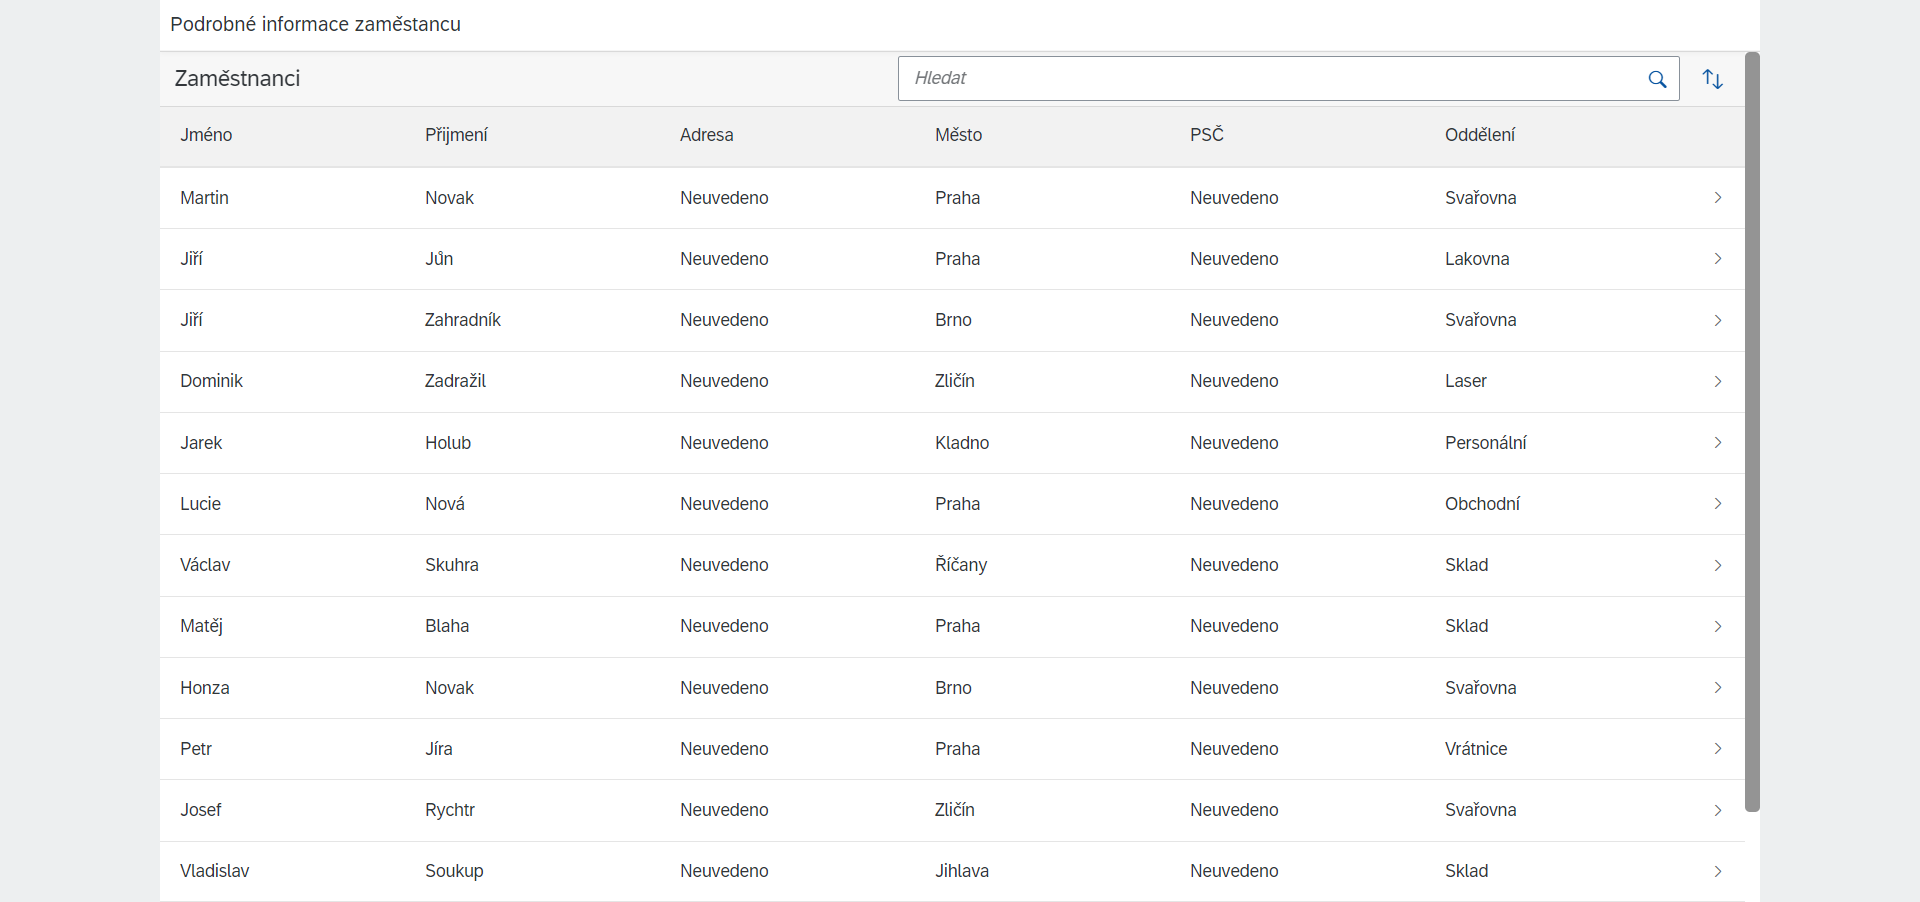 Podrobné informace zaměstancu
Zaměstnanci Hledat
Jméno Přijmení Adresa Město PSČ Oddělení
Martin Novak Neuvedeno Praha Neuvedeno Svařovna
Jiří Jůn Neuvedeno Praha Neuvedeno Lakovna
Jiří Zahradník Neuvedeno Brno Neuvedeno Svařovna
Dominik Zadražil Neuvedeno Zličín Neuvedeno Laser
Jarek Holub Neuvedeno Kladno Neuvedeno Personální
Lucie Nová Neuvedeno Praha Neuvedeno Obchodní
Václav Skuhra Neuvedeno Říčany Neuvedeno Sklad
Matěj Blaha Neuvedeno Praha Neuvedeno Sklad
Honza Novak Neuvedeno Brno Neuvedeno Svařovna
Petr Jíra Neuvedeno Praha Neuvedeno Vrátnice
Josef Rychtr Neuvedeno Zličín Neuvedeno Svařovna
Vladislav Soukup Neuvedeno Jihlava Neuvedeno Sklad